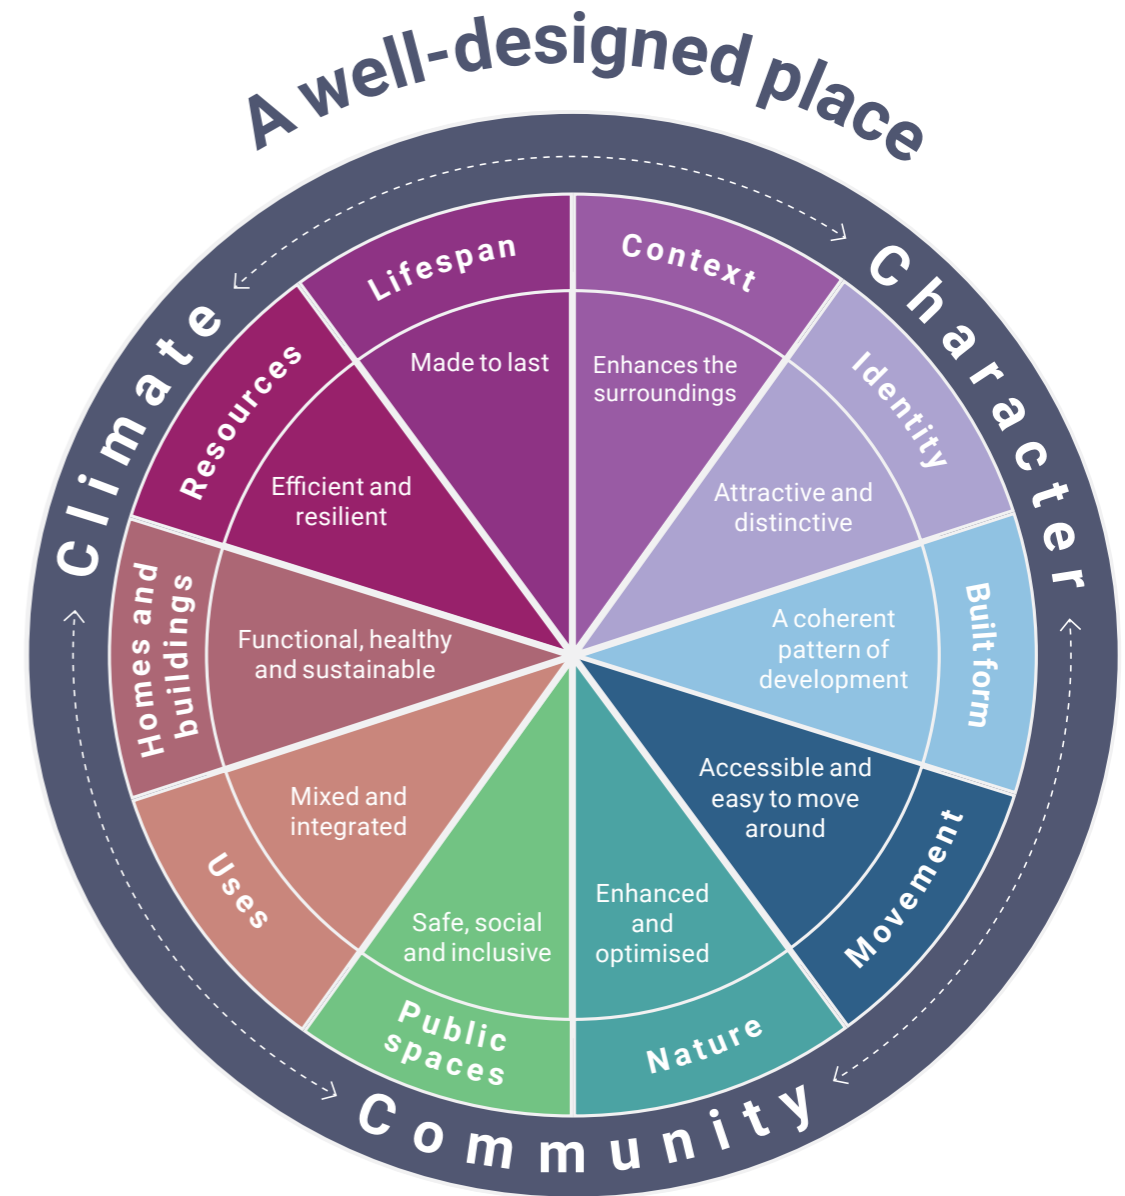 A well-designed place
Climate
Character
Community
Context
Enhances the
surroundings
Identity
Attractive and
distinctive
Built form
A coherent
pattern of
development
Movement
Accessible and
easy to move
around
Nature
Enhanced
and
optimised
Public
spaces
Safe, social
and inclusive
Uses
Mixed and
integrated
Homes and
buildings
Functional, healthy
and sustainable
Resources
Efficient and
resilient
Lifespan
Made to last